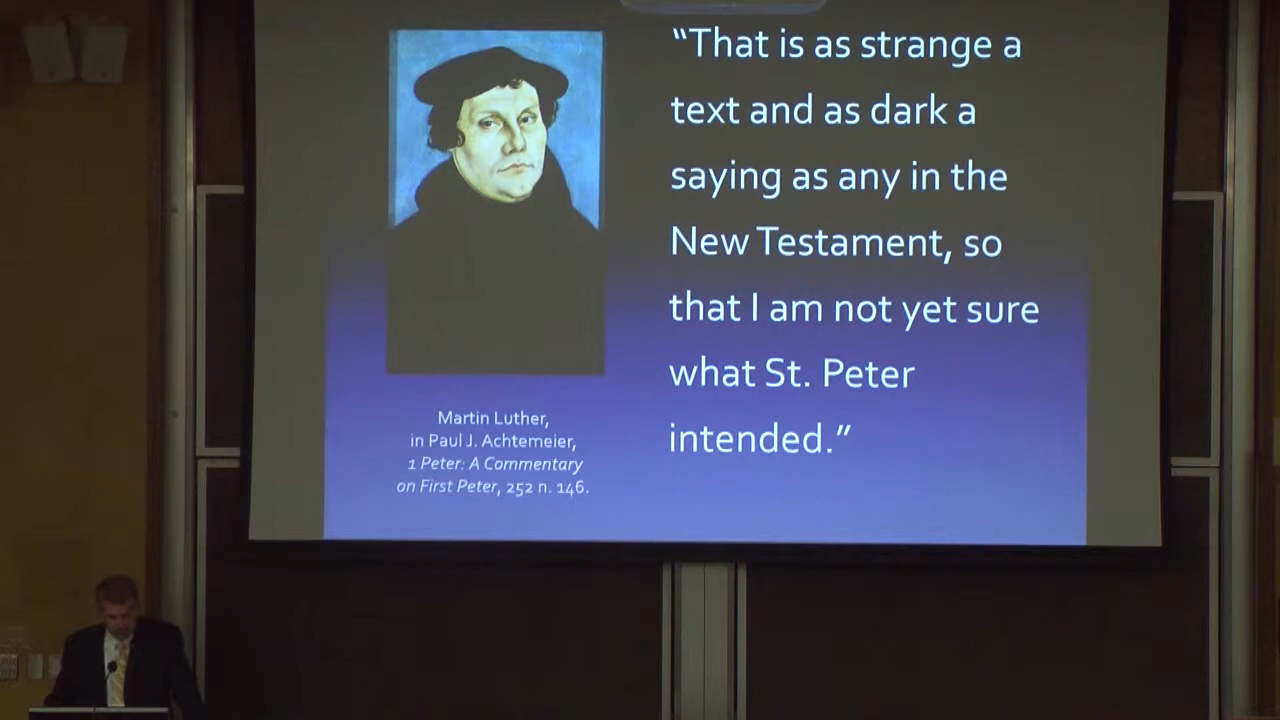 “That is as strange a
text and as dark a
saying as any in the
New Testament, so
that I am not yet sure
what St. Peter
intended.”
Martin Luther,
in Paul J. Achtemeier,
1 Peter: A Commentary
on First Peter, 252 n. 146.